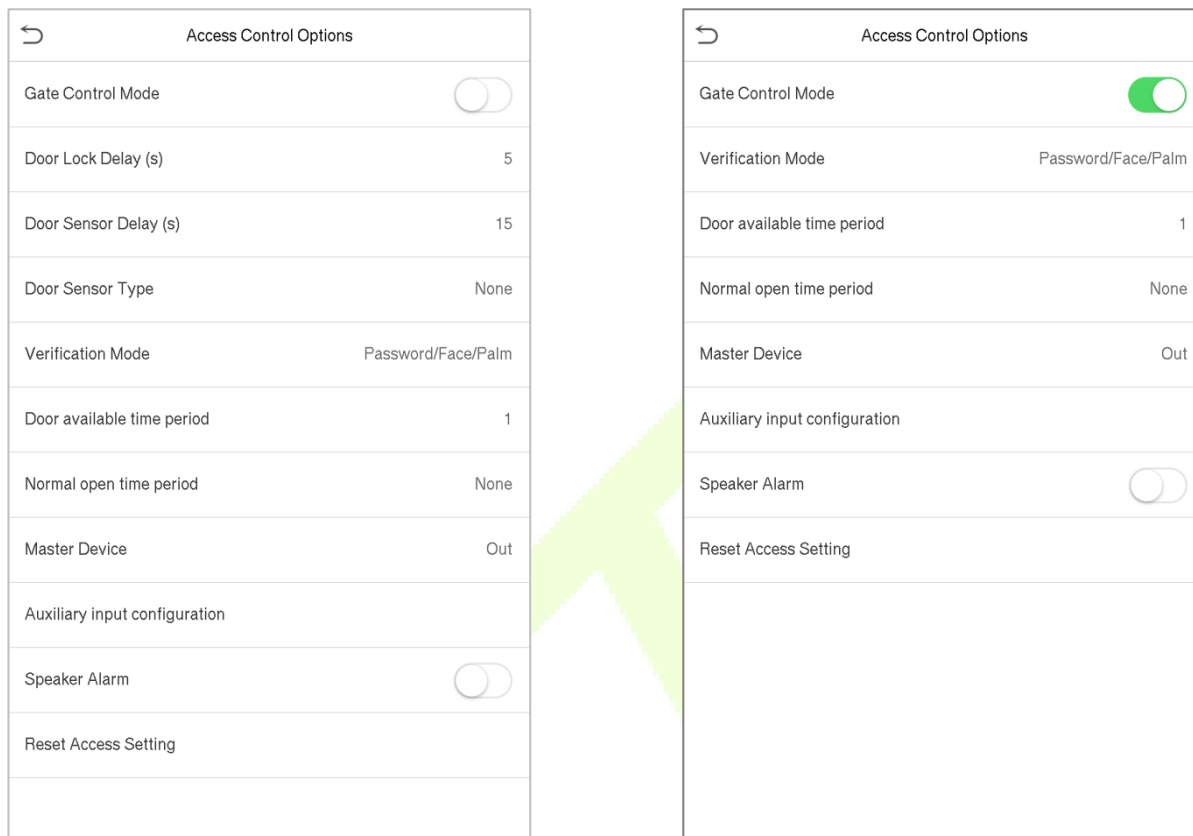 Access Control Options
Gate Control Mode
Door Lock Delay (s) 5
Door Sensor Delay (s) 15
Door Sensor Type None
Verification Mode Password/Face/Palm
Door available time period 1
Normal open time period None
Master Device Out
Auxiliary input configuration
Speaker Alarm
Reset Access Setting
Access Control Options
Gate Control Mode
Verification Mode Password/Face/Palm
Door available time period 1
Normal open time period None
Master Device Out
Auxiliary input configuration
Speaker Alarm
Reset Access Setting